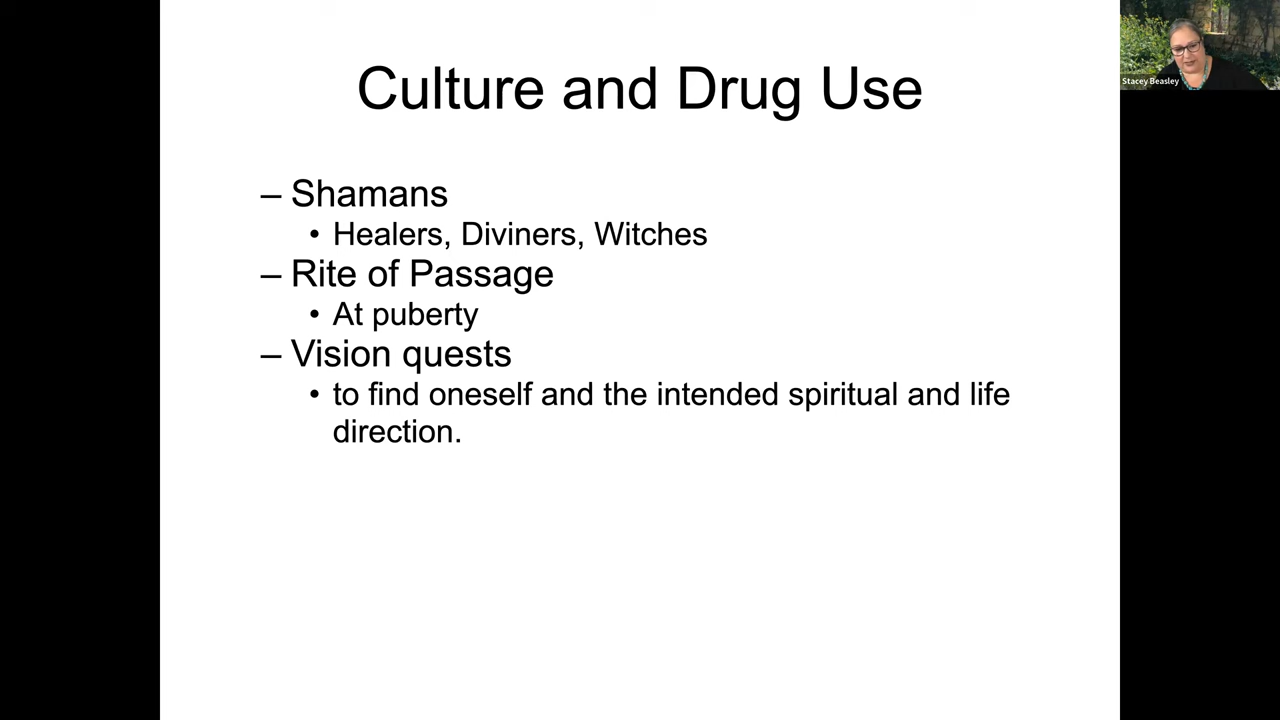 Culture and Drug Use
Stacey Beasley
– Shamans
• Healers, Diviners, Witches
– Rite of Passage
• At puberty
– Vision quests
• to find oneself and the intended spiritual and life
direction.